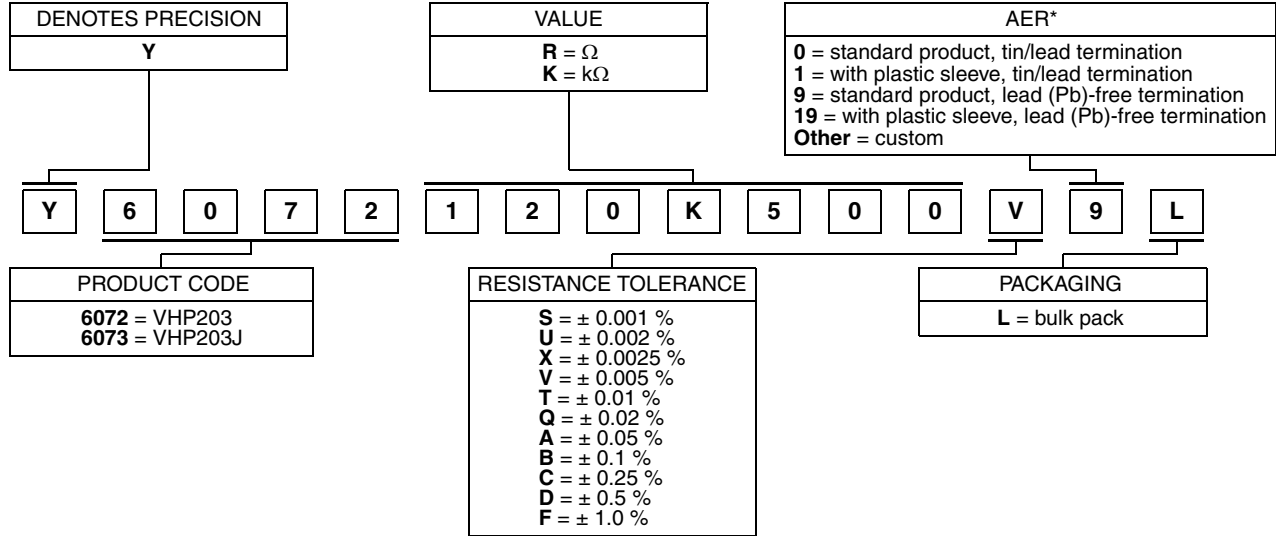 DENOTES PRECISION
Y
VALUE
R = Ω
K = kΩ
AER*
0 = standard product, tin/lead termination
1 = with plastic sleeve, tin/lead termination
9 = standard product, lead (Pb)-free termination
19 = with plastic sleeve, lead (Pb)-free termination
Other = custom
Y 6 0 7 2 1 2 0 K 5 0 0 V 9 L
PRODUCT CODE
6072 = VHP203
6073 = VHP203J
RESISTANCE TOLERANCE
S = ± 0.001 %
U = ± 0.002 %
X = ± 0.0025 %
V = ± 0.005 %
T = ± 0.01 %
Q = ± 0.02 %
A = ± 0.05 %
B = ± 0.1 %
C = ± 0.25 %
D = ± 0.5 %
F = ± 1.0 %
PACKAGING
L = bulk pack